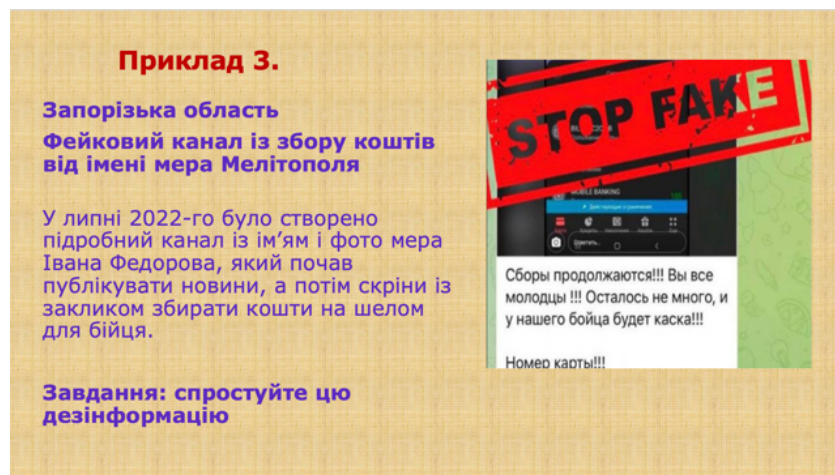 Приклад 3.
Запорізька область
Фейковий канал із збору коштів
від імені мера Мелітополя
У липні 2022-го було створено
підробний канал із ім’ям і фото мера
Івана Федорова, який почав
публікувати новини, а потім скріни із
закликом збирати кошти на шелом
для бійця.
Завдання: спростуйте цю
дезінформацію
STOP FAKE
MOBILE BANKING
Ответить...
Сборы продолжаются!!! Вы все
молодцы !!! Осталось не много, и
у нашего бойца будет каска!!!
Номер карты!!!